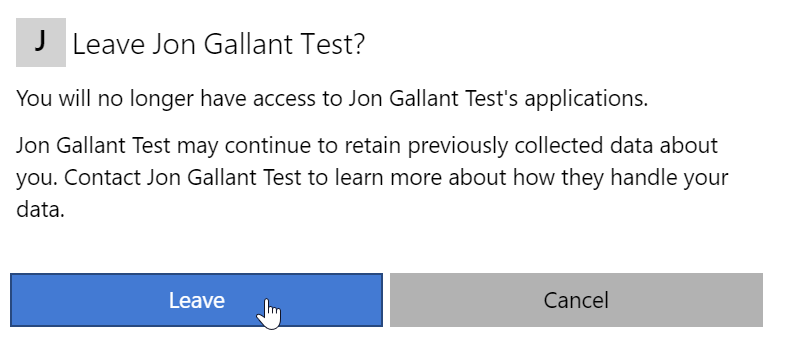 J
Leave Jon Gallant Test?
You will no longer have access to Jon Gallant Test's applications.
Jon Gallant Test may continue to retain previously collected data about
you. Contact Jon Gallant Test to learn more about how they handle your
data.
Leave
Cancel